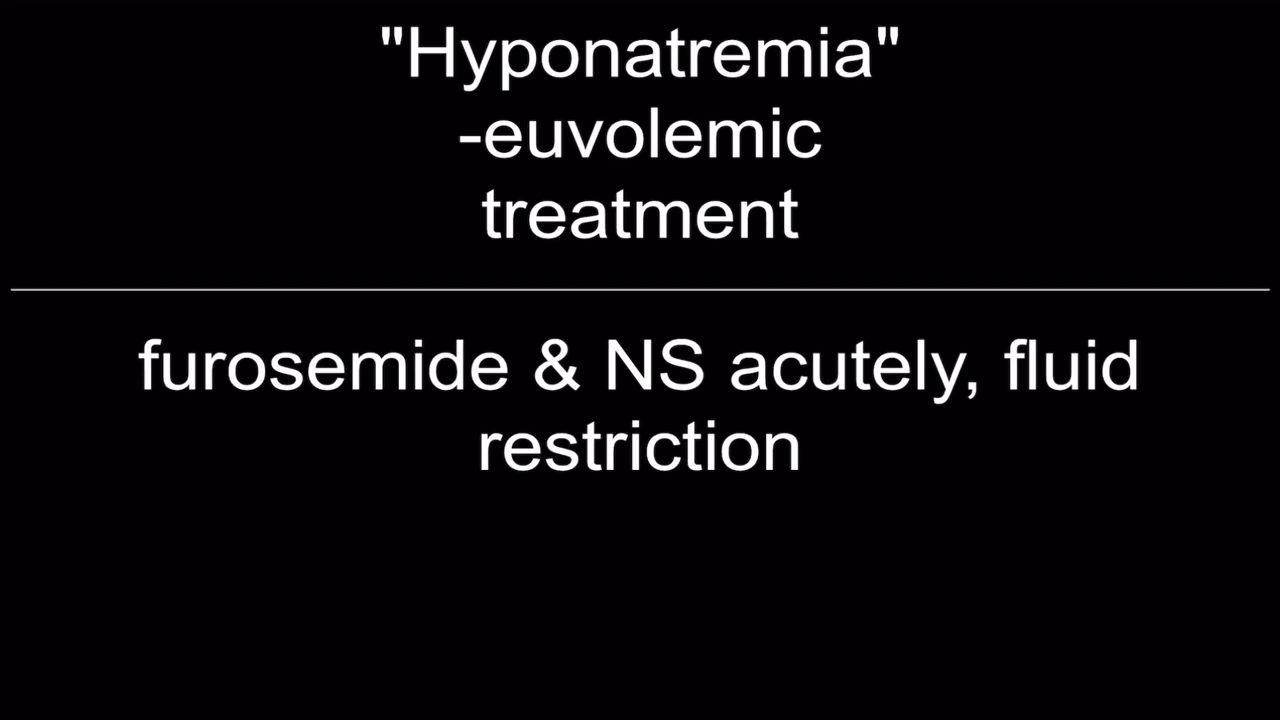 "Hyponatremia"
-euvolemic
treatment
furosemide & NS acutely, fluid
restriction